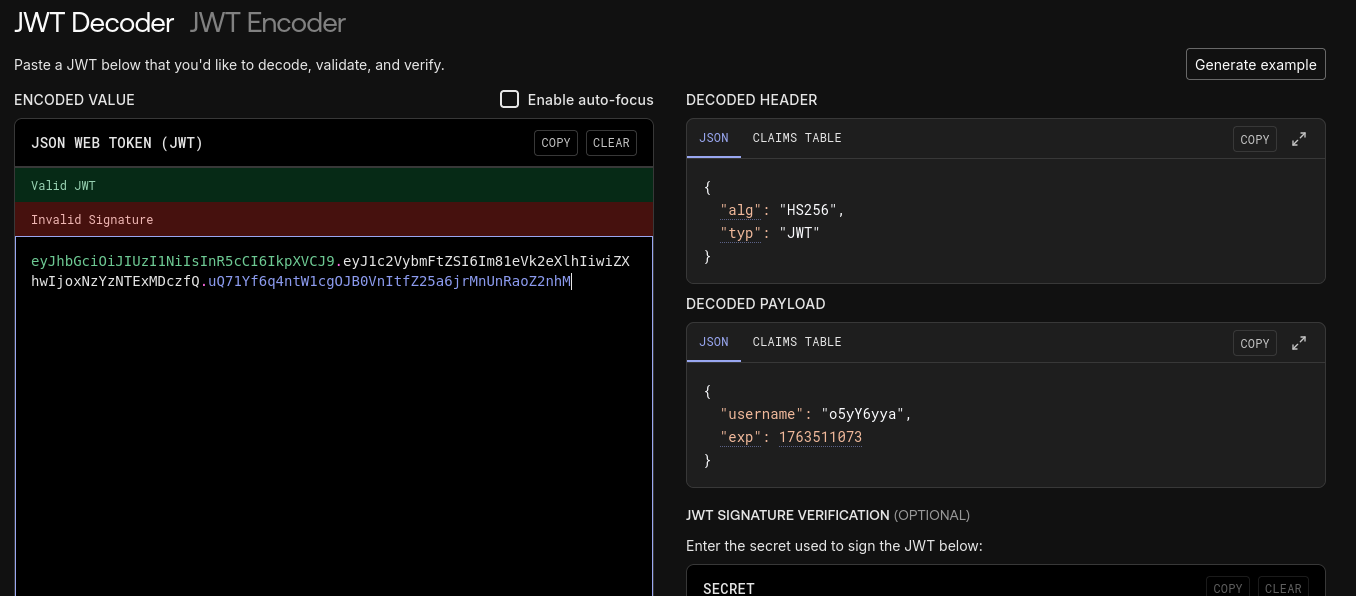 JWT Decoder JWT Encoder
Paste a JWT below that you'd like to decode, validate, and verify.
Generate example
ENCODED VALUE
Enable auto-focus
JSON WEB TOKEN (JWT)
COPY
CLEAR
Valid JWT
Invalid Signature
eyJhbGciOiJIUzI1NiIsInR5cCI6IkpXVCJ9.eyJ1c2VybmFtZSI6Im81eVk2eXlhIiwiZX
hwIjoxNzYzNTExMDczfQ.uQ71Yf6q4ntW1cgOJB0VnItfZ25a6jrMnUnRaoZ2nhM
DECODED HEADER
JSON
CLAIMS TABLE
COPY
{
"alg": "HS256",
"typ": "JWT"
}
DECODED PAYLOAD
JSON
CLAIMS TABLE
COPY
{
"username": "o5yY6yya",
"exp": 1763511073
}
JWT SIGNATURE VERIFICATION (OPTIONAL)
Enter the secret used to sign the JWT below:
SECRET
COPY
CLEAR